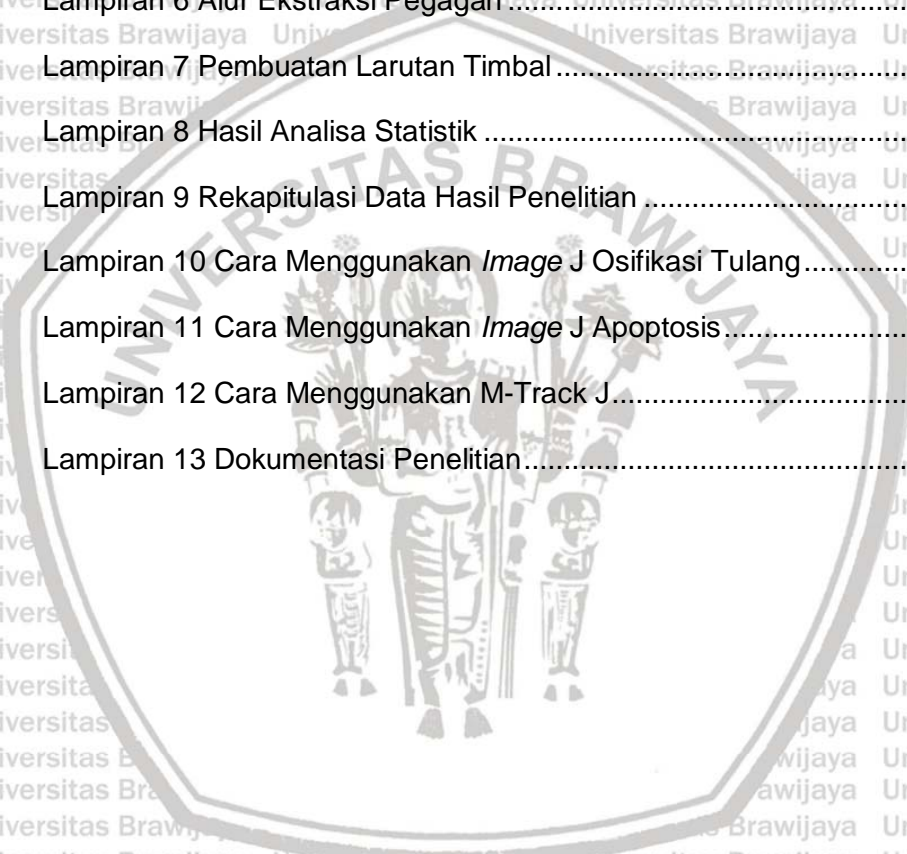 Lampiran 6 Alur Ekstraksi Pegagan........................................................
Lampiran 7 Pembuatan Larutan Timbal................................................
Lampiran 8 Hasil Analisa Statistik .........................................................
Lampiran 9 Rekapitulasi Data Hasil Penelitian .....................................
Lampiran 10 Cara Menggunakan Image J Osifikasi Tulang..................
Lampiran 11 Cara Menggunakan Image J Apoptosis...........................
Lampiran 12 Cara Menggunakan M-Track J.........................................
Lampiran 13 Dokumentasi Penelitian....................................................
UNIVERSITAS BRAWIJAYA